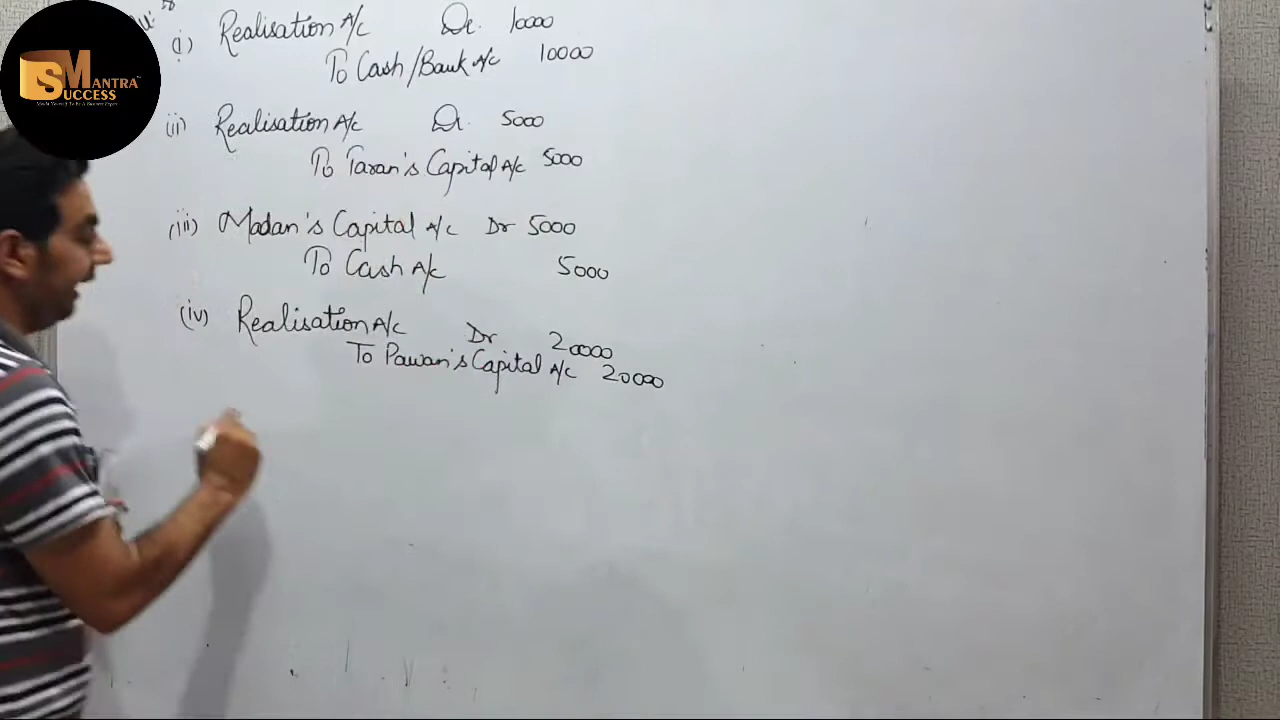 (i) Realisation A/c Dr. 10000
To Cash/Bank A/c 10000
(ii) Realisation A/c Dr. 5000
To Taran's Capital A/c 5000
(iii) Madan's Capital A/c Dr 5000
To Cash A/c 5000
(iv) Realisation A/c Dr 20000
To Pawan's Capital A/c 20000
MANTRA
SUCCESS